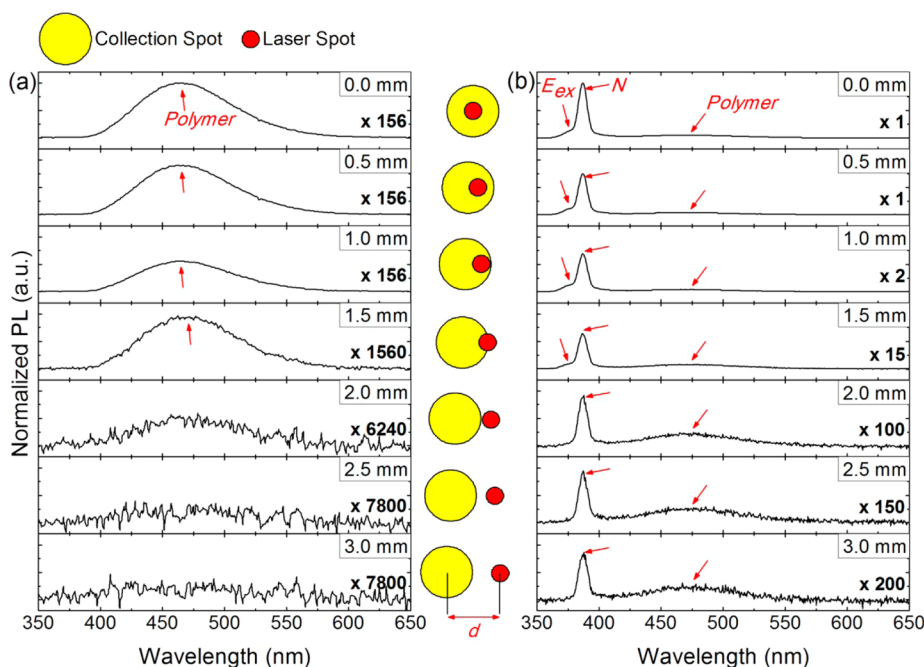 Collection Spot
Laser Spot
Normalized PL (a.u.)
(a)
0.0 mm
Polymer
x 156
0.5 mm
x 156
1.0 mm
x 156
1.5 mm
x 1560
2.0 mm
x 6240
2.5 mm
x 7800
3.0 mm
x 7800
350 400 450 500 550 600 650
Wavelength (nm)
d
(b)
0.0 mm
E_ex
N
Polymer
x 1
0.5 mm
x 1
1.0 mm
x 2
1.5 mm
x 15
2.0 mm
x 100
2.5 mm
x 150
3.0 mm
x 200
350 400 450 500 550 600 650
Wavelength (nm)